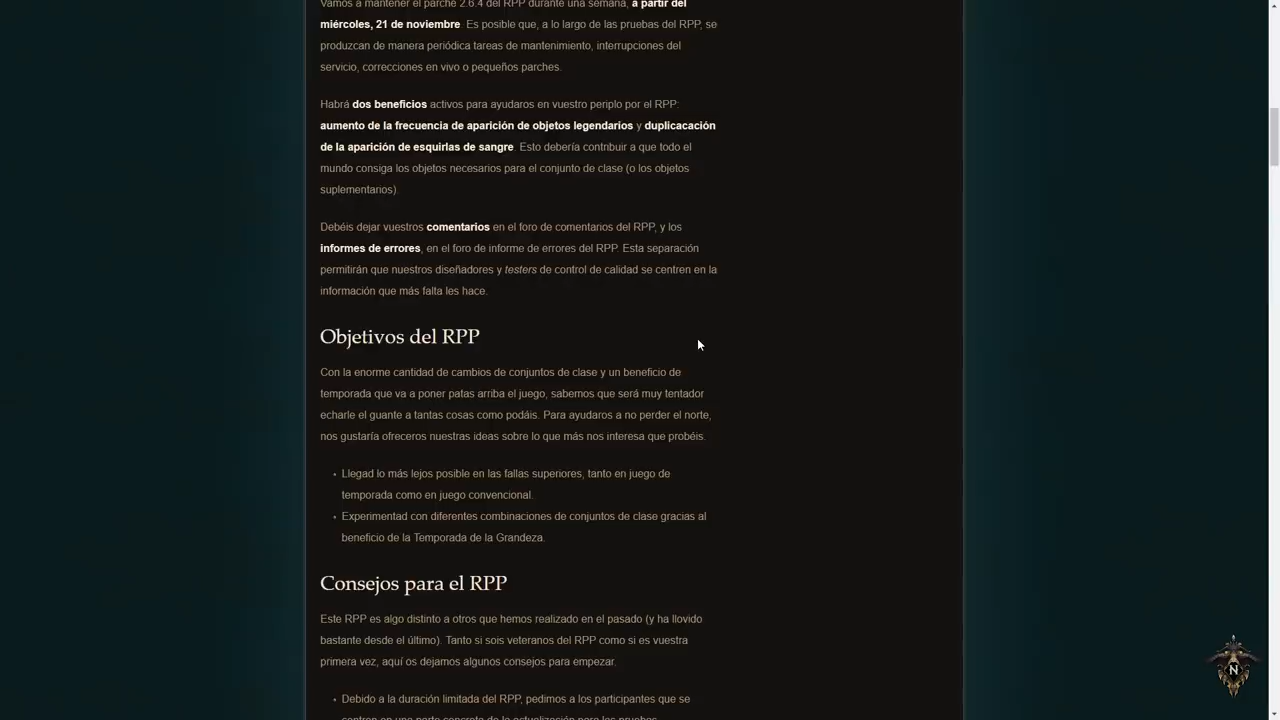 Vamos a mantener el parche 2.6.4 del RPP durante una semana, a partir del
miércoles, 21 de noviembre. Es posible que, a lo largo de las pruebas del RPP, se
produzcan de manera periódica tareas de mantenimiento, interrupciones del
servicio, correcciones en vivo o pequeños parches.
Habrá dos beneficios activos para ayudaros en vuestro periplo por el RPP:
aumento de la frecuencia de aparición de objetos legendarios y duplicacación
de la aparición de esquirlas de sangre. Esto debería contribuir a que todo el
mundo consiga los objetos necesarios para el conjunto de clase (o los objetos
suplementarios).
Debéis dejar vuestros comentarios en el foro de comentarios del RPP, y los
informes de errores, en el foro de informe de errores del RPP. Esta separación
permitirán que nuestros diseñadores y testers de control de calidad se centren en la
información que más falta les hace.
Objetivos del RPP
Con la enorme cantidad de cambios de conjuntos de clase y un beneficio de
temporada que va a poner patas arriba el juego, sabemos que será muy tentador
echarle el guante a tantas cosas como podáis. Para ayudaros a no perder el norte,
nos gustaría ofreceros nuestras ideas sobre lo que más nos interesa que probéis.
• Llegad lo más lejos posible en las fallas superiores, tanto en juego de
temporada como en juego convencional.
• Experimentad con diferentes combinaciones de conjuntos de clase gracias al
beneficio de la Temporada de la Grandeza.
Consejos para el RPP
Este RPP es algo distinto a otros que hemos realizado en el pasado (y ha llovido
bastante desde el último). Tanto si sois veteranos del RPP como si es vuestra
primera vez, aquí os dejamos algunos consejos para empezar.
• Debido a la duración limitada del RPP, pedimos a los participantes que se
centren en una parte concreta de la actualización para las pruebas.
N